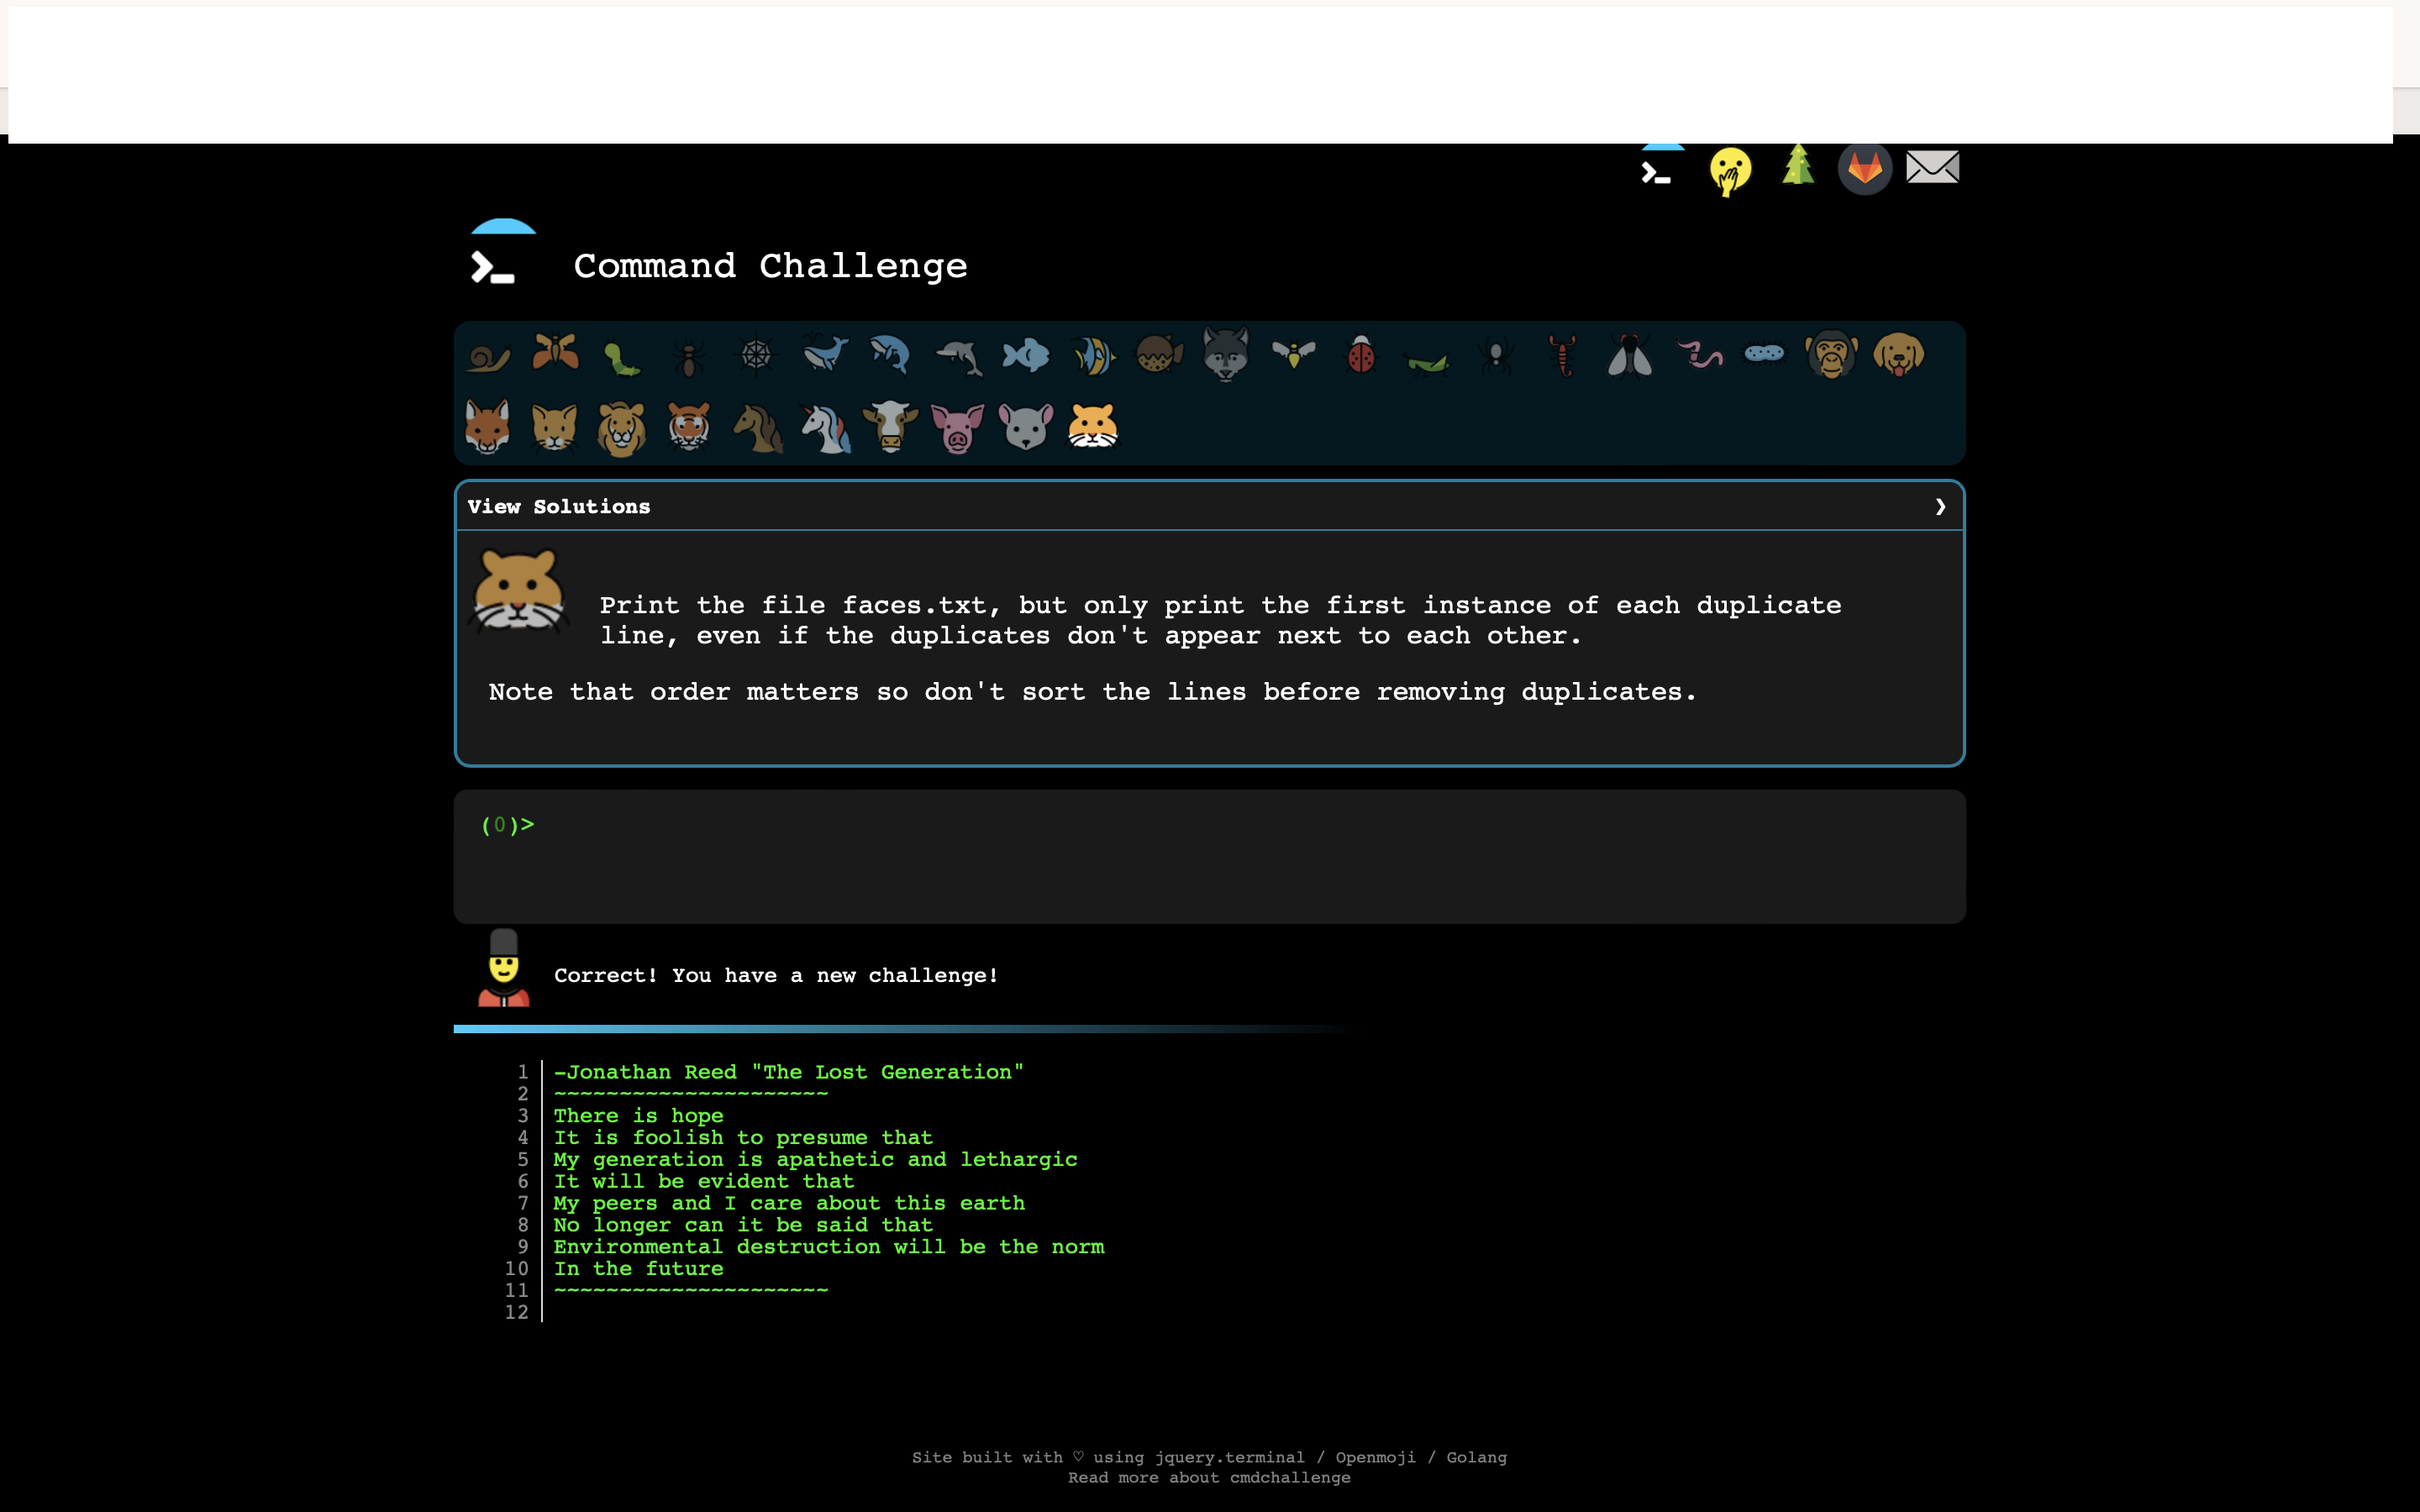 Command Challenge
View Solutions ❯
Print the file faces.txt, but only print the first instance of each duplicate
line, even if the duplicates don't appear next to each other.
Note that order matters so don't sort the lines before removing duplicates.
(0)>
Correct! You have a new challenge!
1 -Jonathan Reed "The Lost Generation"
2 ~~~~~~~~~~~~~~~~~~~~~
3 There is hope
4 It is foolish to presume that
5 My generation is apathetic and lethargic
6 It will be evident that
7 My peers and I care about this earth
8 No longer can it be said that
9 Environmental destruction will be the norm
10 In the future
11 ~~~~~~~~~~~~~~~~~~~~~
12
Site built with ♡ using jquery.terminal / Openmoji / Golang
Read more about cmdchallenge